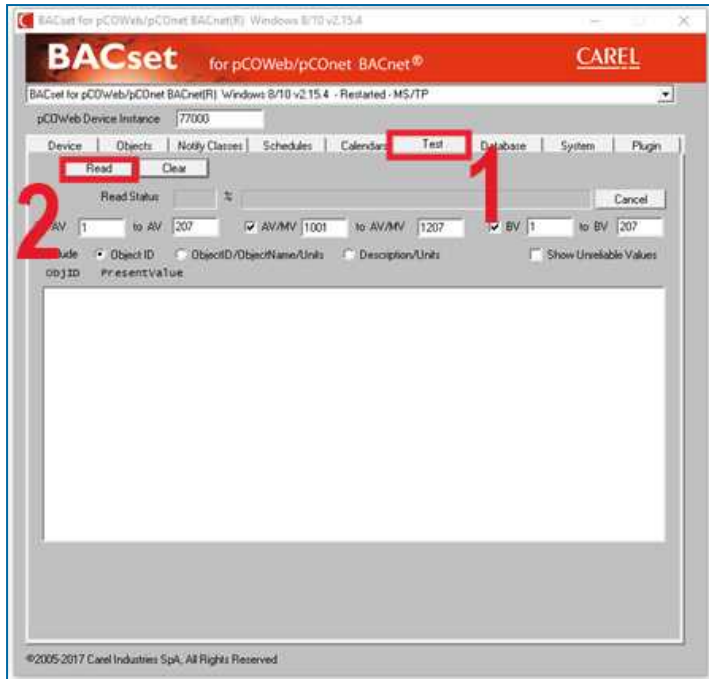 BACset for pCOWeb/pCOnet BACnet(R) Windows 8/10 v2.15.4
BACset for pCOWeb/pCOnet BACnet®
CAREL
BACset for pCOWeb/pCOnet BACnet(R) Windows 8/10 v2.15.4 - Restarted - MS/TP
pCOWeb Device Instance 77000
Device Objects Notify Classes Schedules Calendars Test Database System Plugin
1
Read Clear
2
Read Status % Cancel
AV 1 to AV 207 AV/MV 1001 to AV/MV 1207 BV 1 to BV 207
Object ID ObjectID/ObjectName/Units Description/Units Show Unreliable Values
ObjID PresentValue
©2005-2017 Carel Industries SpA, All Rights Reserved